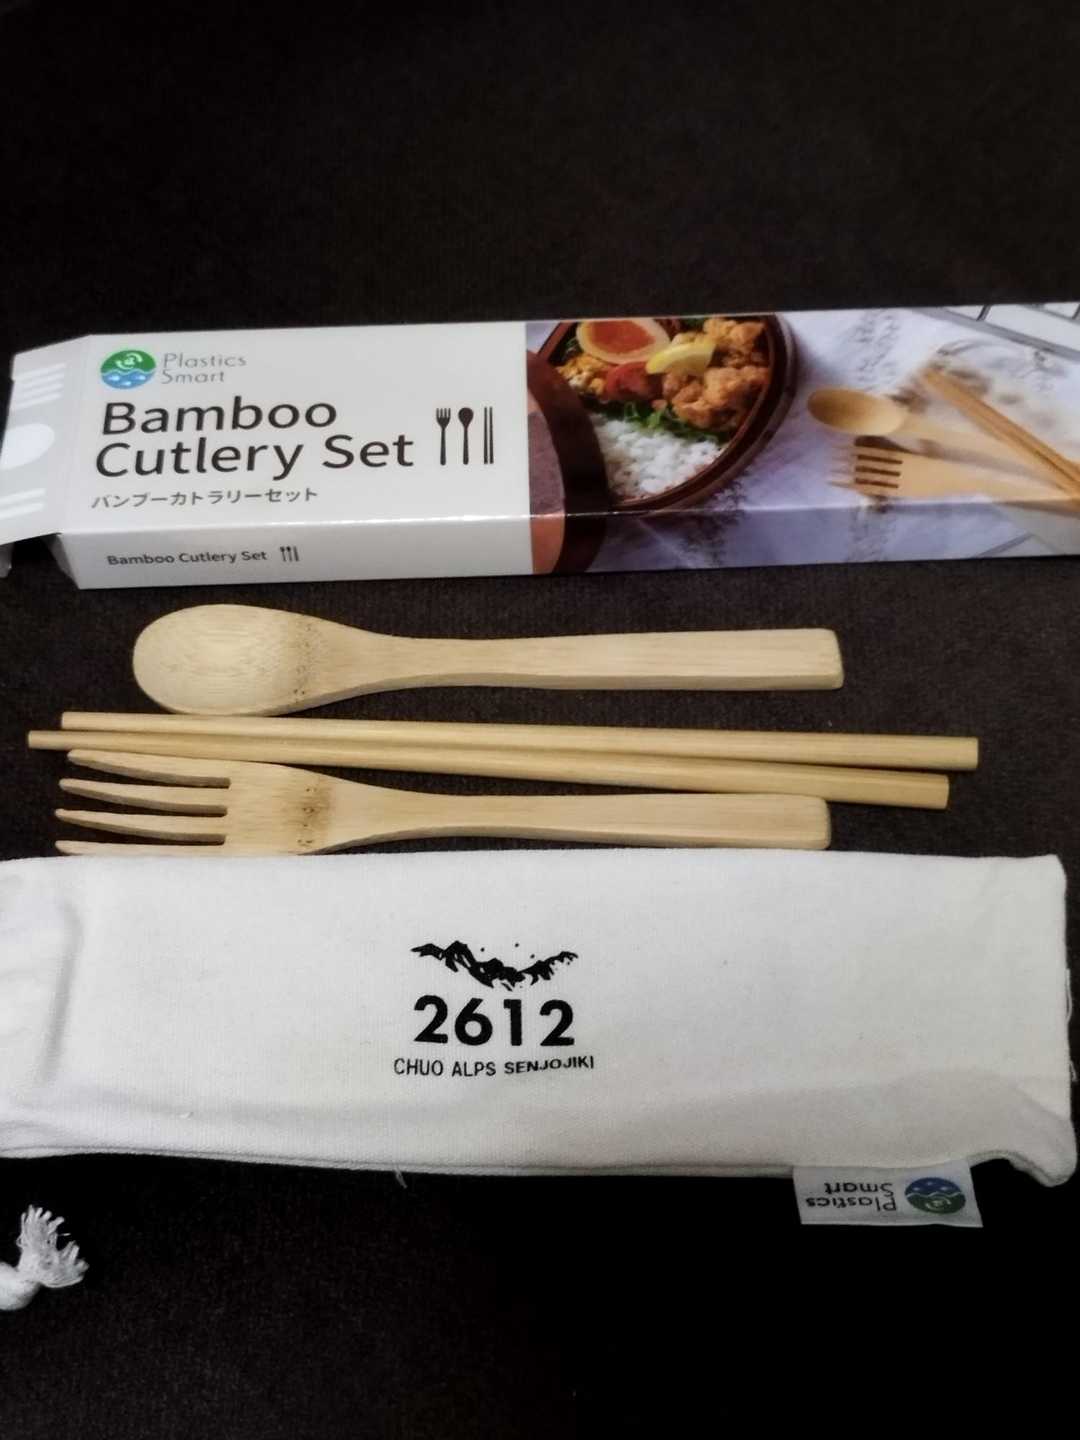 Plastics
Smart
Bamboo
Cutlery Set
バンブーカトラリーセット
Bamboo Cutlery Set
2612
CHUO ALPS SENJOJIKI
Plastics
Smart